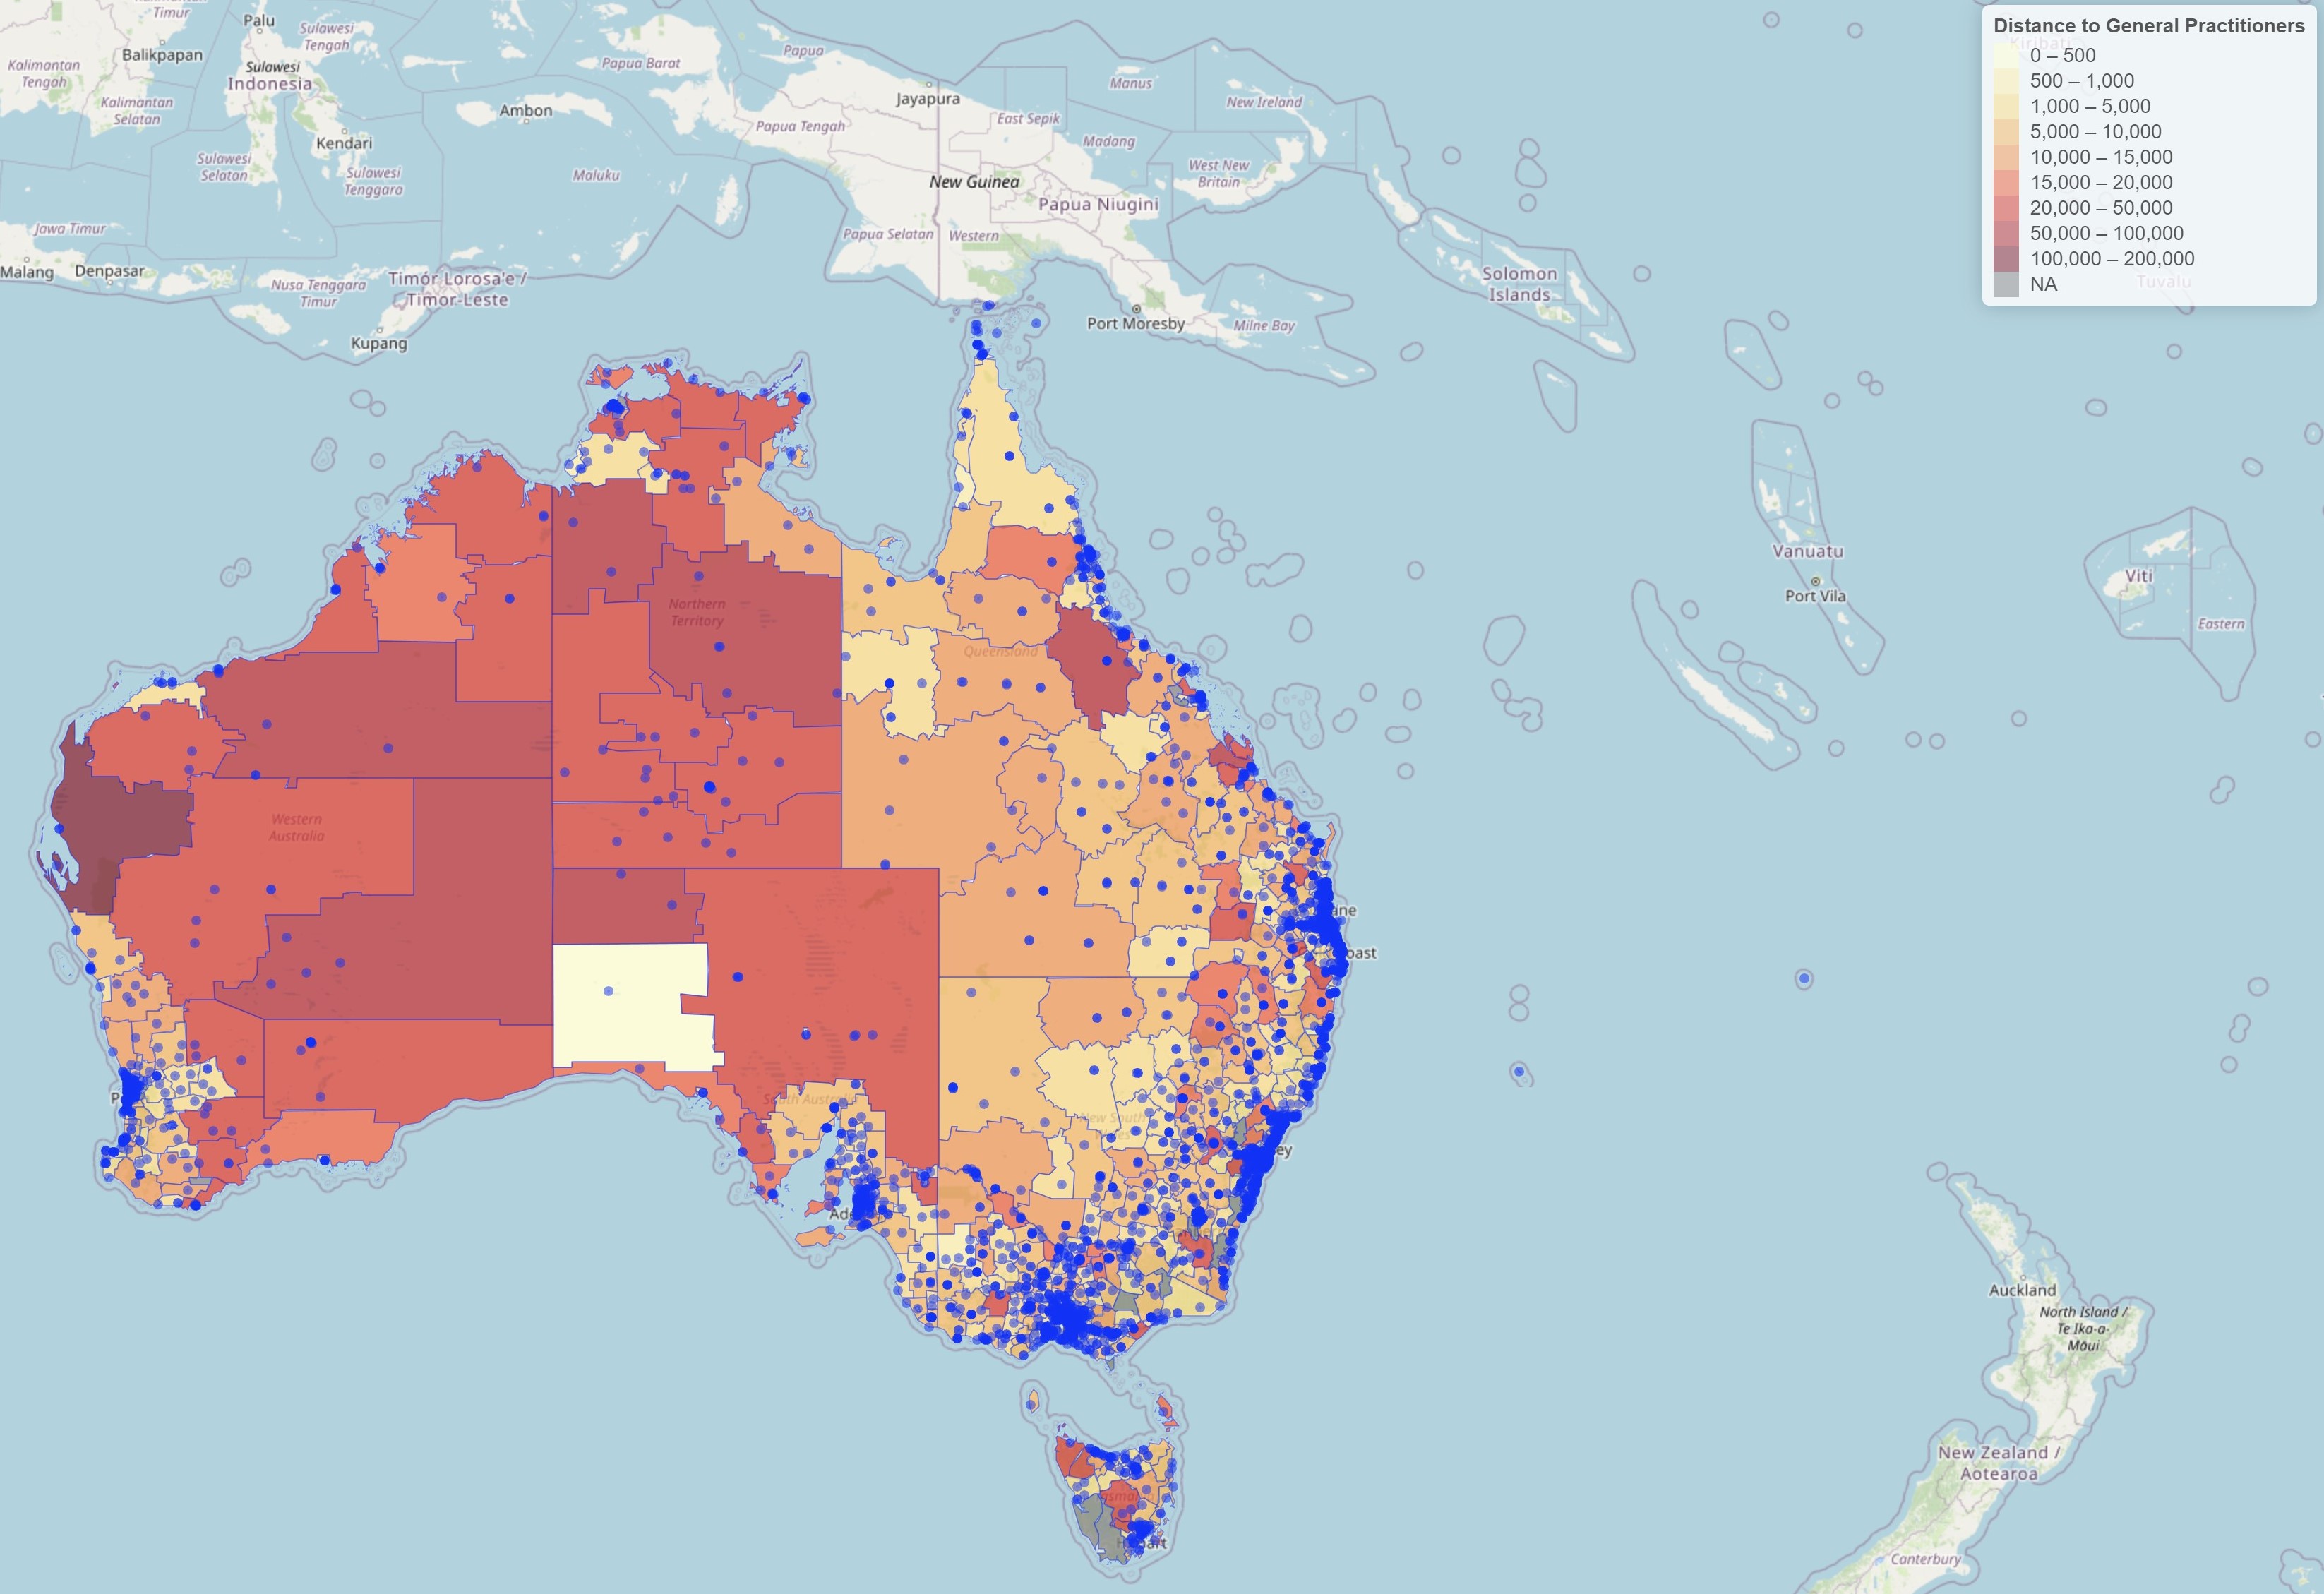 Distance to General Practitioners
0 – 500
500 – 1,000
1,000 – 5,000
5,000 – 10,000
10,000 – 15,000
15,000 – 20,000
20,000 – 50,000
50,000 – 100,000
100,000 – 200,000
NA
Timur
Palu
Balikpapan
Sulawesi
Tengah
Papua Barat
Papua
Kalimantan
Tengah
Sulawesi
Indonesia
Kalimantan
Selatan
Ambon
Jayapura
Manus
New Ireland
Papua Tengah
East Sepik
Kendari
Madang
Sulawesi
Selatan
Sulawesi
Tenggara
Maluku
West New
Britain
New Guinea
Papua Niugini
Jawa Timur
Papua Selatan
Western
Malang
Denpasar
Nusa Tenggara
Timur
Timór Lorosa'e /
Timor-Leste
Solomon
Islands
Tuvalu
Kiribati
Kupang
Port Moresby
Milne Bay
Northern
Territory
Queensland
Western
Australia
South Australia
New South
Wales
Vanuatu
Port Vila
Viti
Eastern
ane
oast
P
ey
Ade
asmania
H
bart
Auckland
North Island /
Te Ika-a-
Māui
New Zealand /
Aotearoa
Canterbury